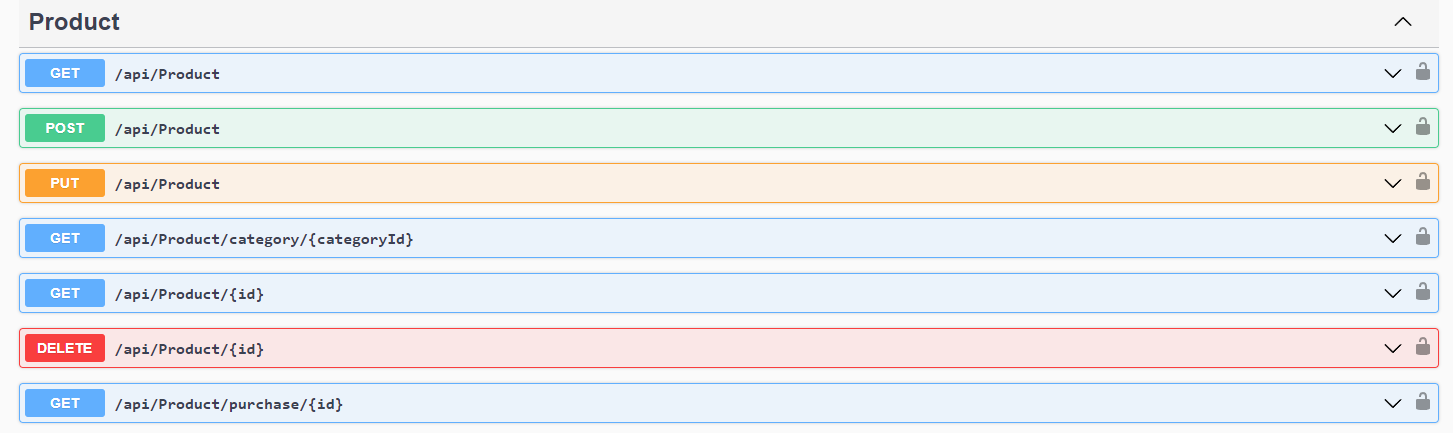 Product
GET /api/Product
POST /api/Product
PUT /api/Product
GET /api/Product/category/{categoryId}
GET /api/Product/{id}
DELETE /api/Product/{id}
GET /api/Product/purchase/{id}